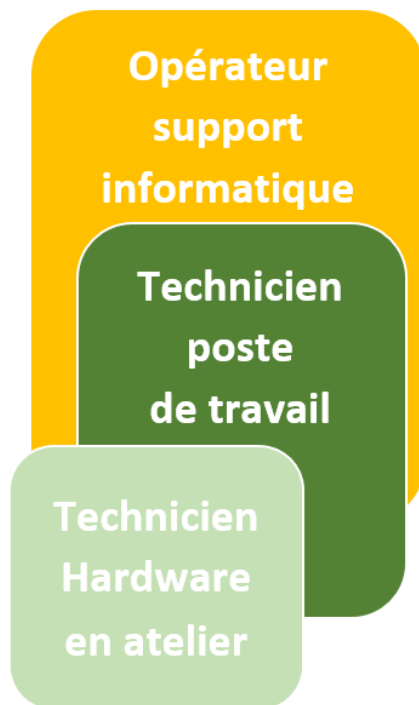 Opérateur
support
informatique
Technicien
poste
de travail
Technicien
Hardware
en atelier